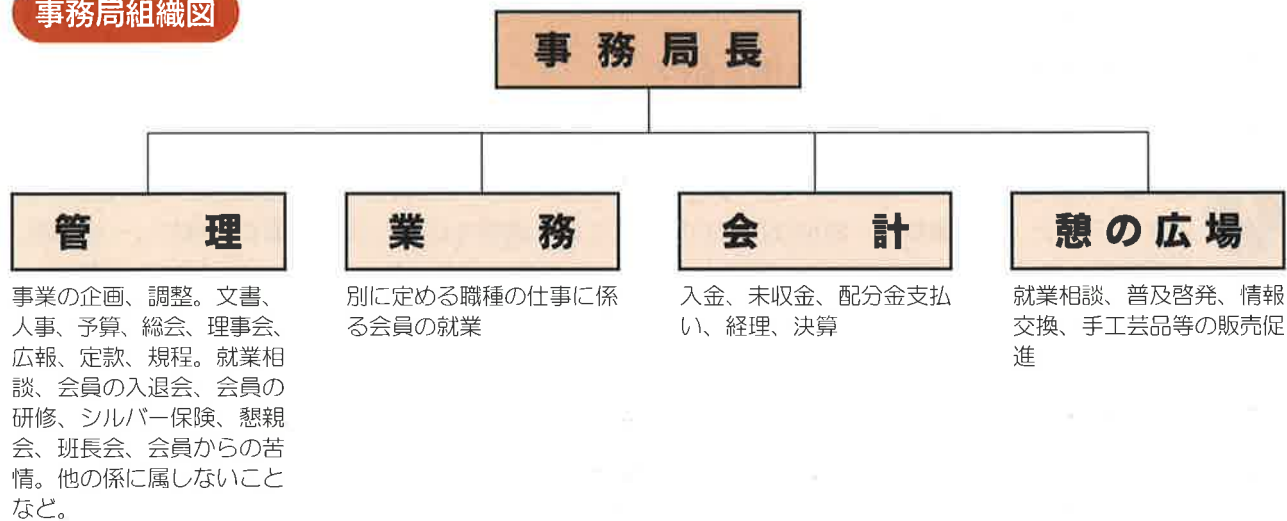 事務局組織図
事務局長
管理
事業の企画、調整。文書、
人事、予算、総会、理事会、
広報、定款、規程。就業相
談、会員の入退会、会員の
研修、シルバー保険、懇親
会、班長会、会員からの苦
情。他の係に属しないこと
など。
業務
別に定める職種の仕事に係
る会員の就業
会計
入金、未収金、配分金支払
い、経理、決算
憩の広場
就業相談、普及啓発、情報
交換、手工芸品等の販売促
進